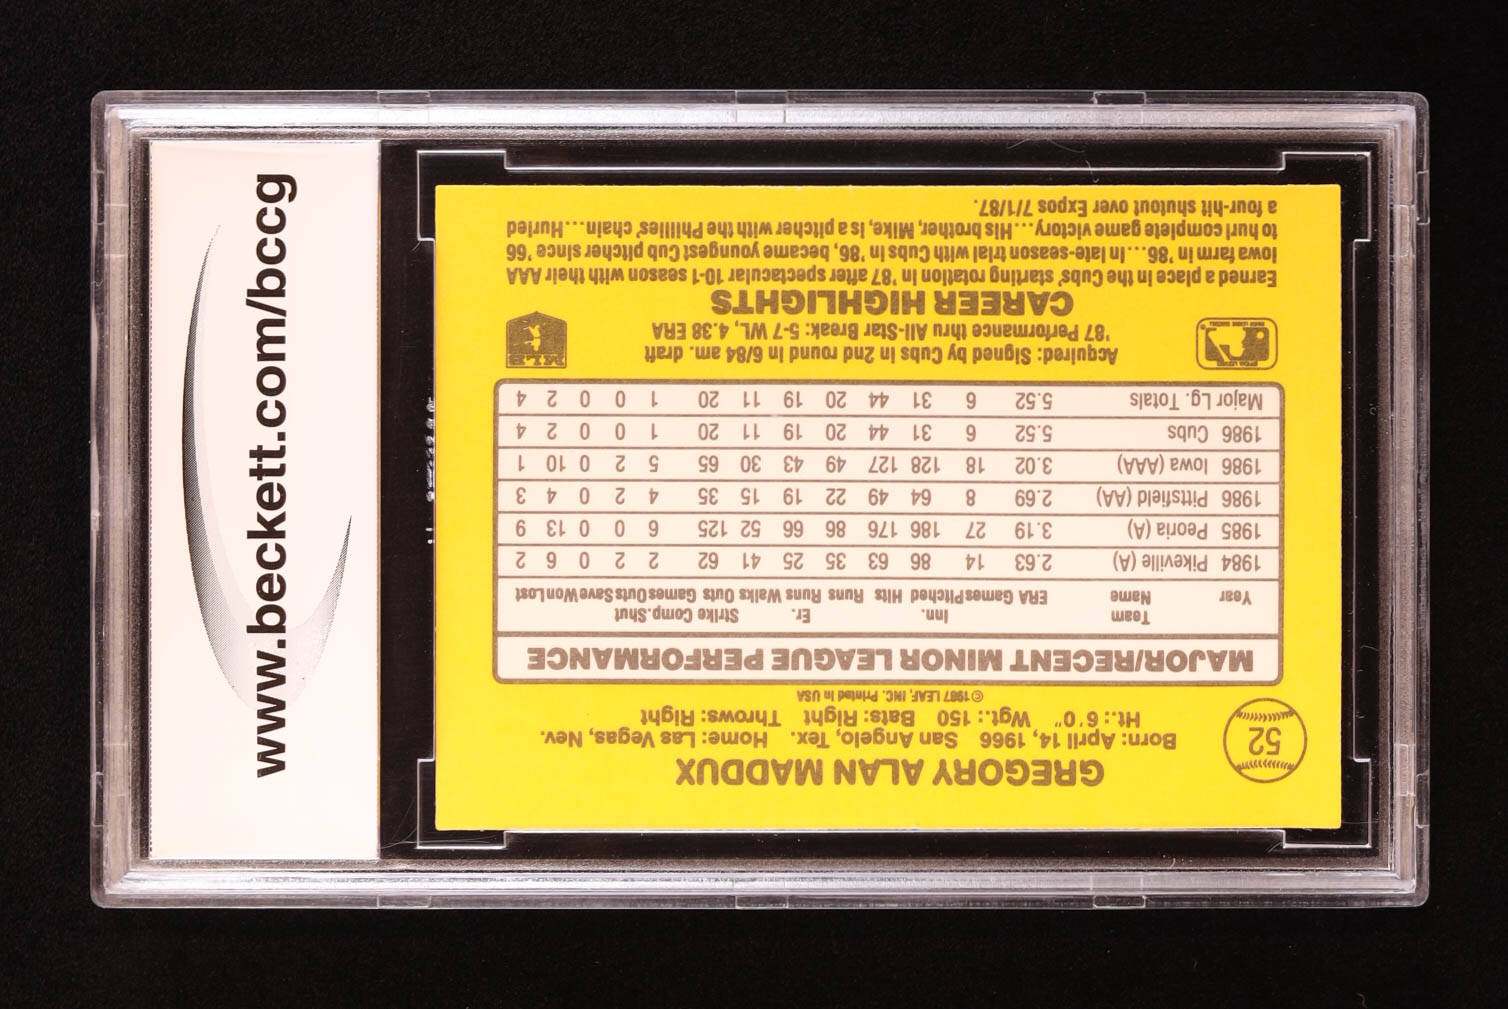 www.beckett.com/bccg
52
GREGORY ALAN MADDUX
Born: April 14, 1966 San Angelo, Tex. Home: Las Vegas, Nev.
Ht.: 6'0" Wgt.: 150 Bats: Right Throws: Right
©1987 LEAF, INC. Printed in USA
MAJOR/RECENT MINOR LEAGUE PERFORMANCE
Team Inn. Er. Strike Comp. Shut
Year Name ERA Games Pitched Hits Runs Runs Walks Outs Games Outs Save Won Lost
1984 Pikeville (A) 2.63 14 86 63 35 25 41 62 2 2 0 6 2
1985 Peoria (A) 3.19 27 186 176 86 66 52 125 6 0 0 13 9
1986 Pittsfield (AA) 2.69 8 64 49 22 19 15 35 4 2 0 4 3
1986 Iowa (AAA) 3.02 18 128 127 49 43 30 65 5 2 0 10 1
1986 Cubs 5.52 6 31 44 20 19 11 20 1 0 0 2 4
Major Lg. Totals 5.52 6 31 44 20 19 11 20 1 0 0 2 4
Acquired: Signed by Cubs in 2nd round in 6/84 am. draft
'87 Performance thru All-Star Break: 5-7 WL, 4.38 ERA
MLB
CAREER HIGHLIGHTS
Earned a place in the Cubs' starting rotation in '87 after spectacular 10-1 season with their AAA
Iowa farm in '86...In late-season trial with Cubs in '86, became youngest Cub pitcher since '66
to hurl complete game victory...His brother, Mike, is a pitcher with the Phillies' chain...Hurled
a four-hit shutout over Expos 7/1/87.